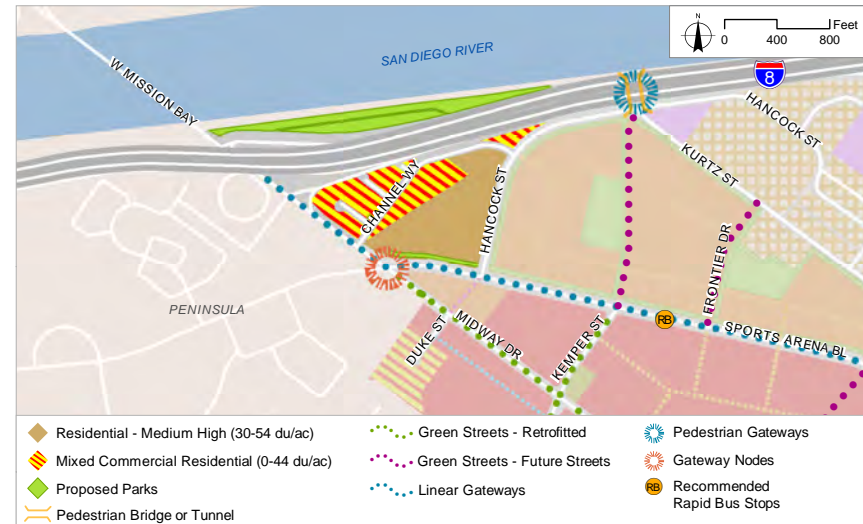 N
Feet
0 400 800
SAN DIEGO RIVER
W MISSION BAY
8
HANCOCK ST
KURTZ ST
CHANNEL WY
HANCOCK ST
FRONTIER DR
PENINSULA
RB
SPORTS ARENA BL
DUKE ST
MIDWAY DR
KEMPER ST
Residential - Medium High (30-54 du/ac)
Mixed Commercial Residential (0-44 du/ac)
Proposed Parks
Pedestrian Bridge or Tunnel
Green Streets - Retrofitted
Green Streets - Future Streets
Linear Gateways
Pedestrian Gateways
Gateway Nodes
RB
Recommended
Rapid Bus Stops